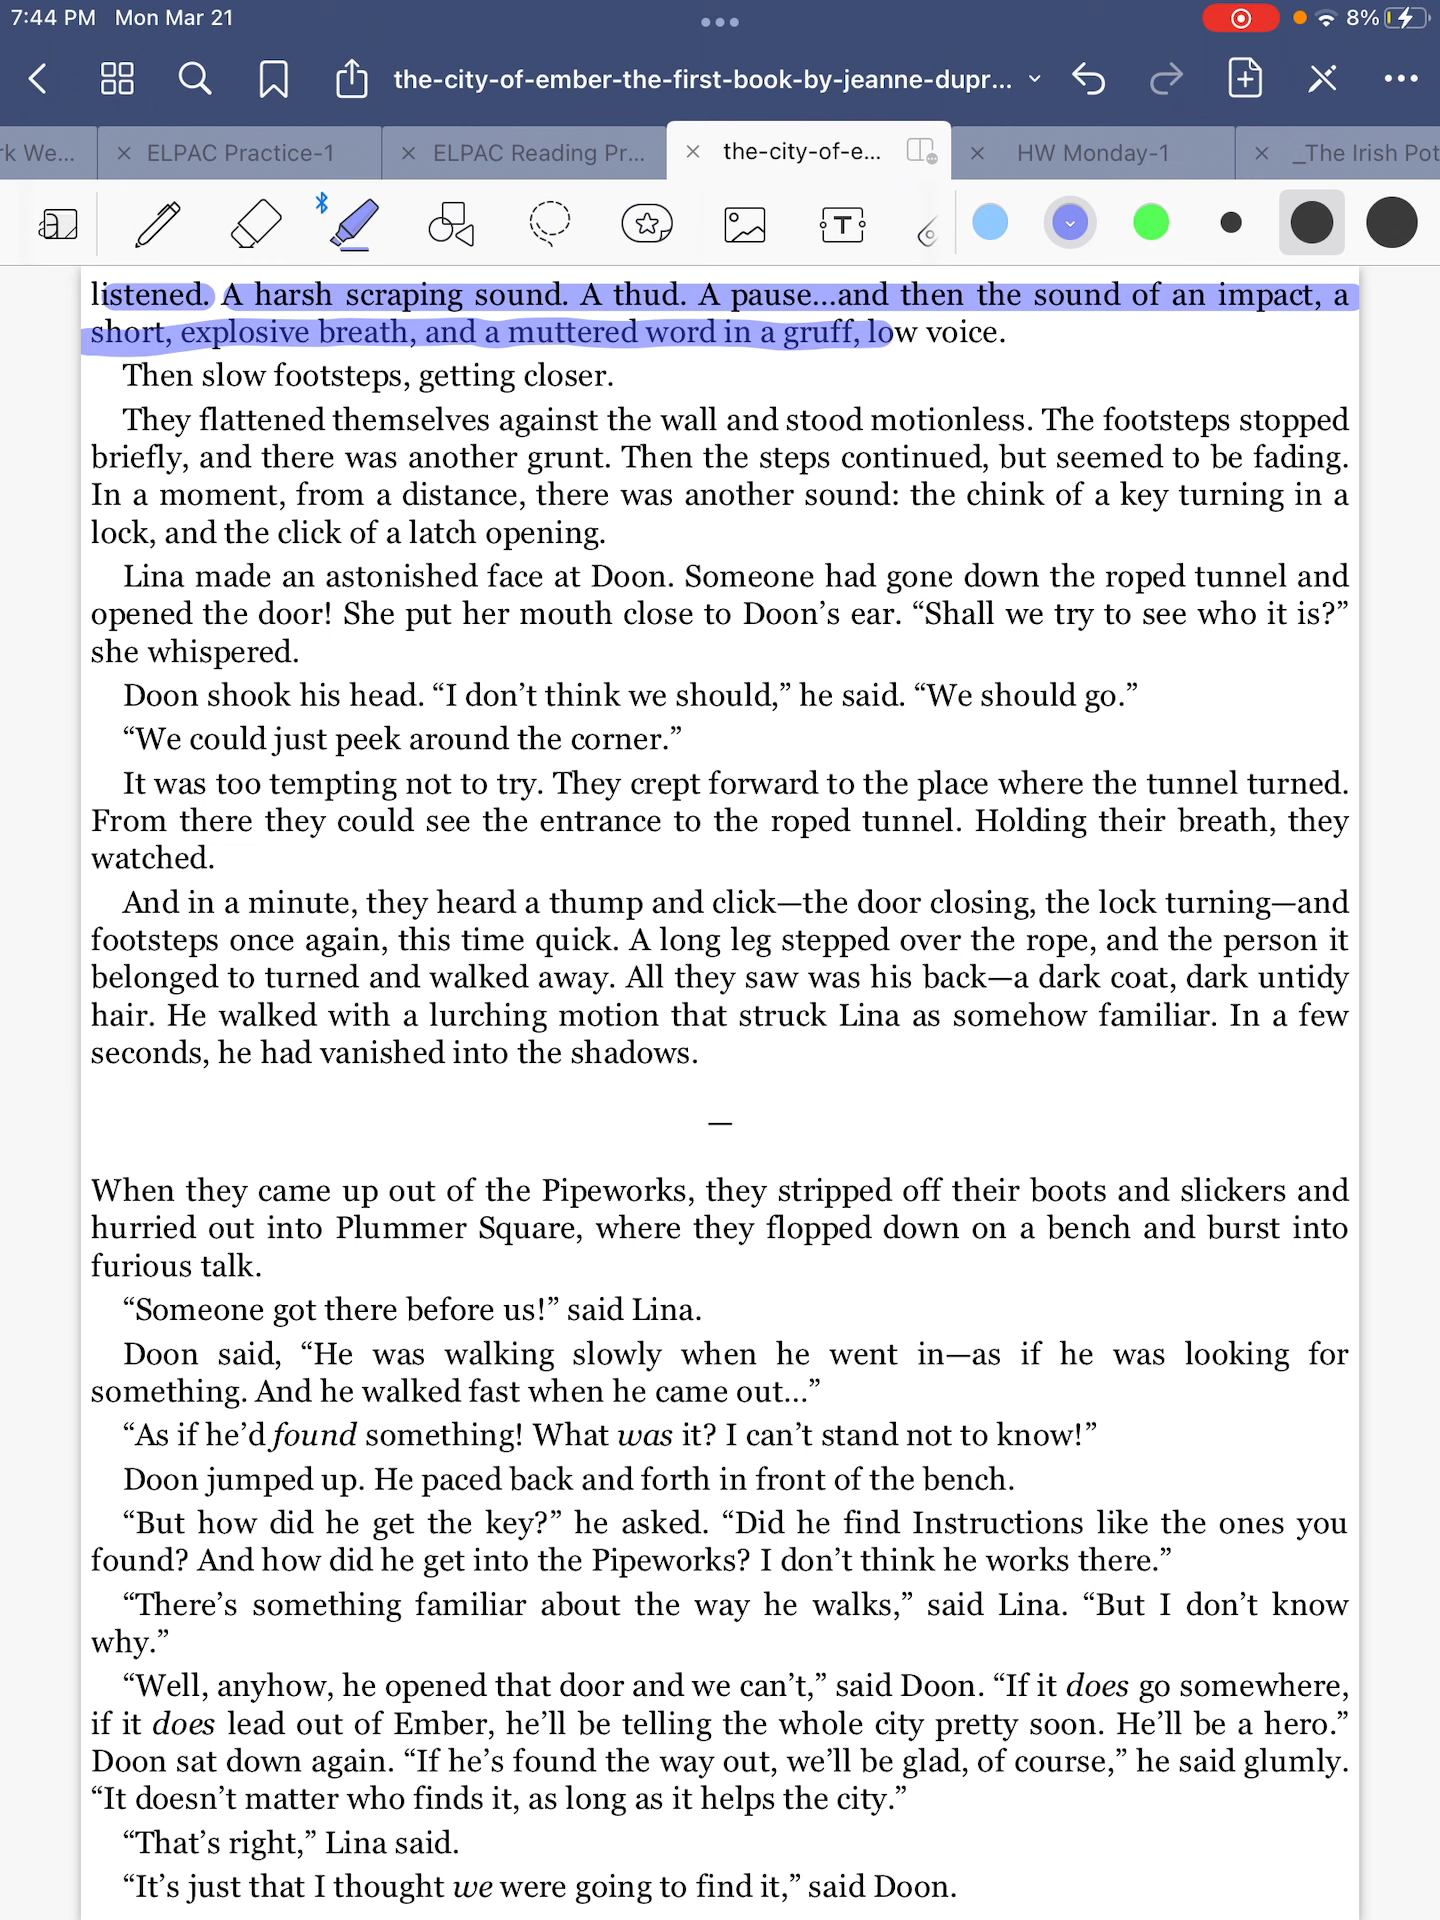 7:44 PM Mon Mar 21
8%
the-city-of-ember-the-first-book-by-jeanne-dupr...
rk We...
ELPAC Practice-1
ELPAC Reading Pr...
the-city-of-e...
HW Monday-1
_The Irish Pot
T
listened. A harsh scraping sound. A thud. A pause...and then the sound of an impact, a
short, explosive breath, and a muttered word in a gruff, low voice.
Then slow footsteps, getting closer.
They flattened themselves against the wall and stood motionless. The footsteps stopped
briefly, and there was another grunt. Then the steps continued, but seemed to be fading.
In a moment, from a distance, there was another sound: the chink of a key turning in a
lock, and the click of a latch opening.
Lina made an astonished face at Doon. Someone had gone down the roped tunnel and
opened the door! She put her mouth close to Doon’s ear. “Shall we try to see who it is?”
she whispered.
Doon shook his head. “I don’t think we should,” he said. “We should go.”
“We could just peek around the corner.”
It was too tempting not to try. They crept forward to the place where the tunnel turned.
From there they could see the entrance to the roped tunnel. Holding their breath, they
watched.
And in a minute, they heard a thump and click—the door closing, the lock turning—and
footsteps once again, this time quick. A long leg stepped over the rope, and the person it
belonged to turned and walked away. All they saw was his back—a dark coat, dark untidy
hair. He walked with a lurching motion that struck Lina as somehow familiar. In a few
seconds, he had vanished into the shadows.
—
When they came up out of the Pipeworks, they stripped off their boots and slickers and
hurried out into Plummer Square, where they flopped down on a bench and burst into
furious talk.
“Someone got there before us!” said Lina.
Doon said, “He was walking slowly when he went in—as if he was looking for
something. And he walked fast when he came out...”
“As if he’d found something! What was it? I can’t stand not to know!”
Doon jumped up. He paced back and forth in front of the bench.
“But how did he get the key?” he asked. “Did he find Instructions like the ones you
found? And how did he get into the Pipeworks? I don’t think he works there.”
“There’s something familiar about the way he walks,” said Lina. “But I don’t know
why.”
“Well, anyhow, he opened that door and we can’t,” said Doon. “If it does go somewhere,
if it does lead out of Ember, he’ll be telling the whole city pretty soon. He’ll be a hero.”
Doon sat down again. “If he’s found the way out, we’ll be glad, of course,” he said glumly.
“It doesn’t matter who finds it, as long as it helps the city.”
“That’s right,” Lina said.
“It’s just that I thought we were going to find it,” said Doon.